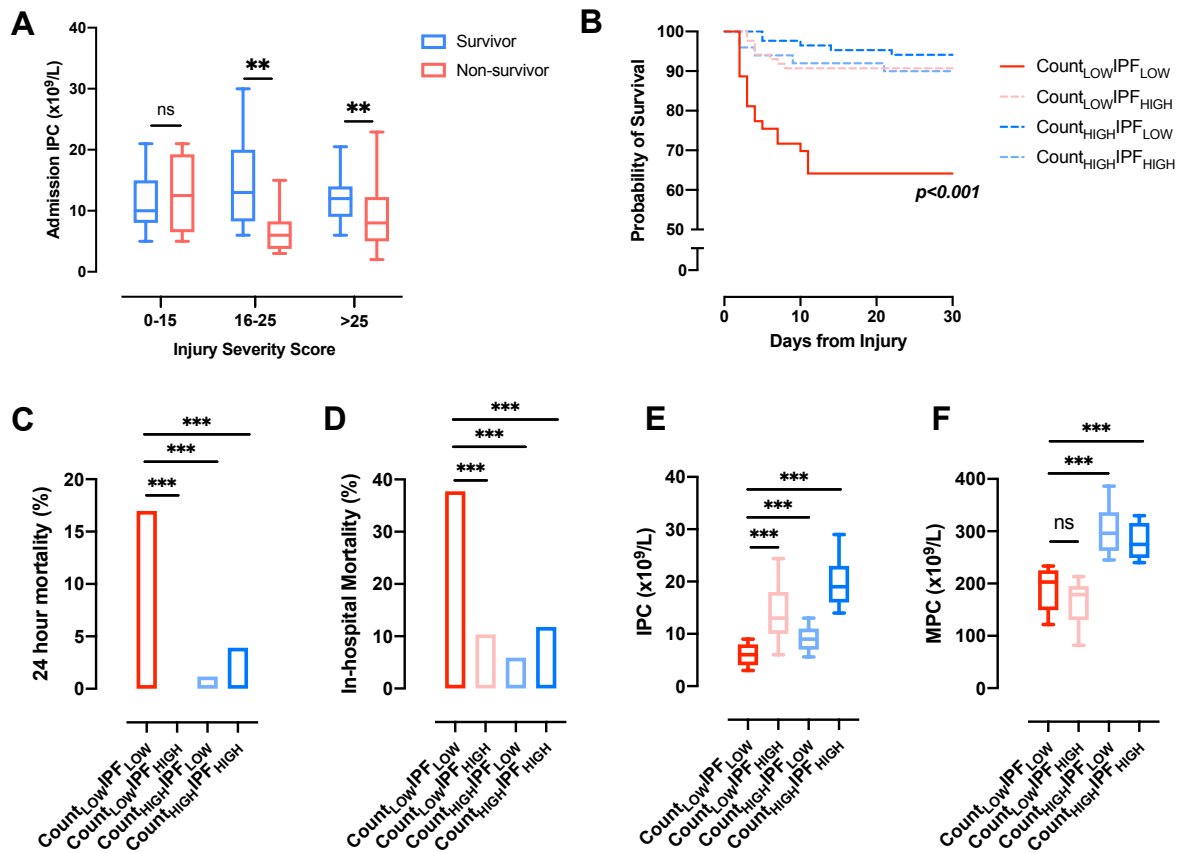 A
Admission IPC (x10⁹/L)
40
30
20
10
0
ns
**
**
Survivor
Non-survivor
0-15
16-25
>25
Injury Severity Score
B
Probability of Survival
100
90
80
70
60
50
0
p<0.001
0
10
20
30
Days from Injury
CountLOWIPFLOW
CountLOWIPFHIGH
CountHIGHIPFLOW
CountHIGHIPFHIGH
C
24 hour mortality (%)
20
15
10
5
0
***
***
***
CountLOWIPFLOW
CountLOWIPFHIGH
CountHIGHIPFLOW
CountHIGHIPFHIGH
D
In-hospital Mortality (%)
40
30
20
10
0
***
***
***
CountLOWIPFLOW
CountLOWIPFHIGH
CountHIGHIPFLOW
CountHIGHIPFHIGH
E
IPC (x10⁹/L)
40
30
20
10
0
***
***
***
CountLOWIPFLOW
CountLOWIPFHIGH
CountHIGHIPFLOW
CountHIGHIPFHIGH
F
MPC (x10⁹/L)
400
300
200
100
0
***
***
ns
CountLOWIPFLOW
CountLOWIPFHIGH
CountHIGHIPFLOW
CountHIGHIPFHIGH